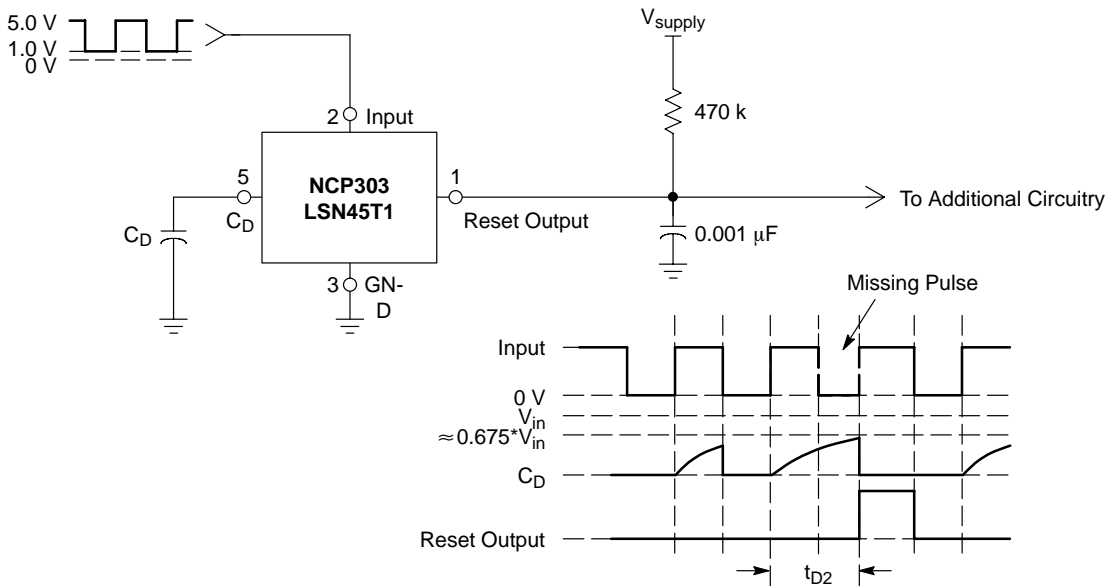 5.0 V
1.0 V
0 V
V_supply
470 k
2 Input
5
C_D
C_D
NCP303
LSN45T1
1
Reset Output
To Additional Circuitry
0.001 μF
3 GN-
D
Missing Pulse
Input
0 V
V_in
≈0.675*V_in
C_D
Reset Output
t_D2